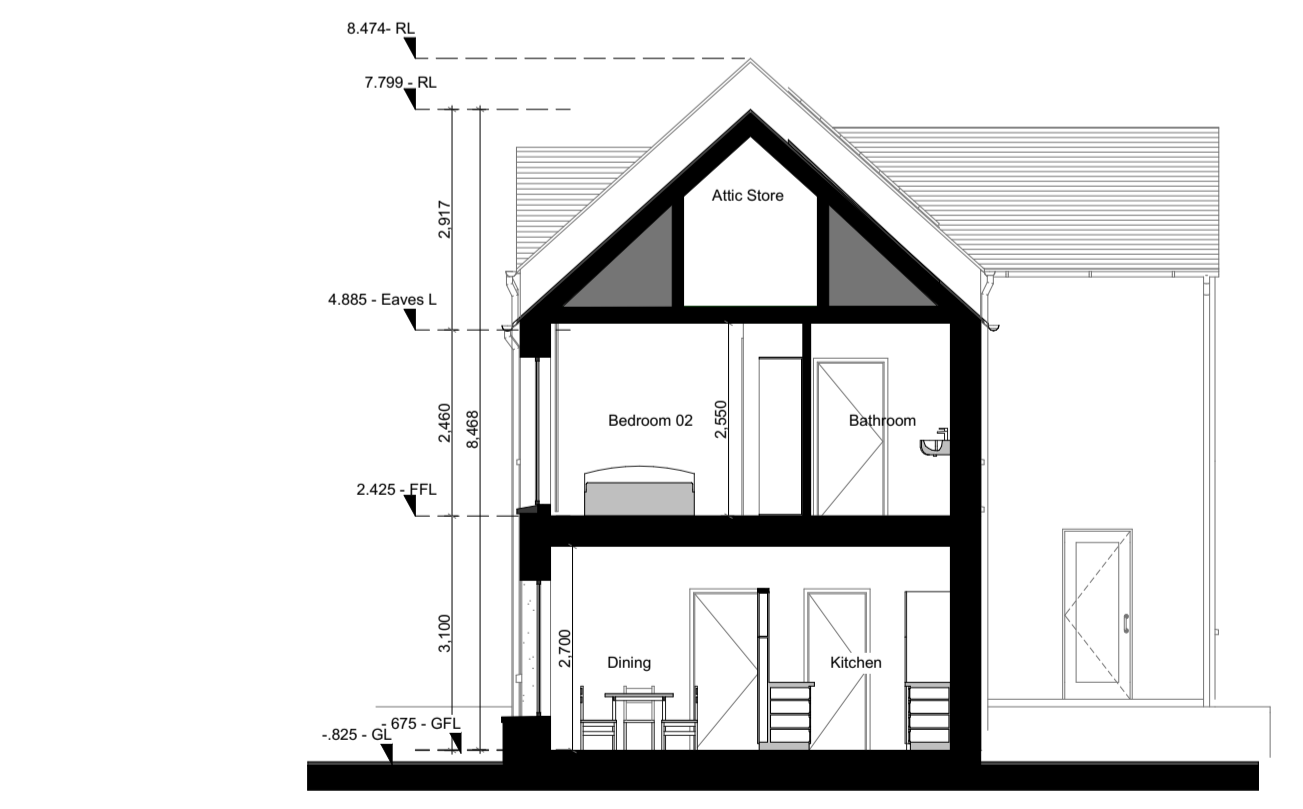 8.474- RL
7.799 - RL
Attic Store
2,917
4.885 - Eaves L
Bedroom 02
2,550
Bathroom
2,460
8,468
2.425 - FFL
3,100
2,700
Dining
Kitchen
- 675 - GFL
-.825 - GL